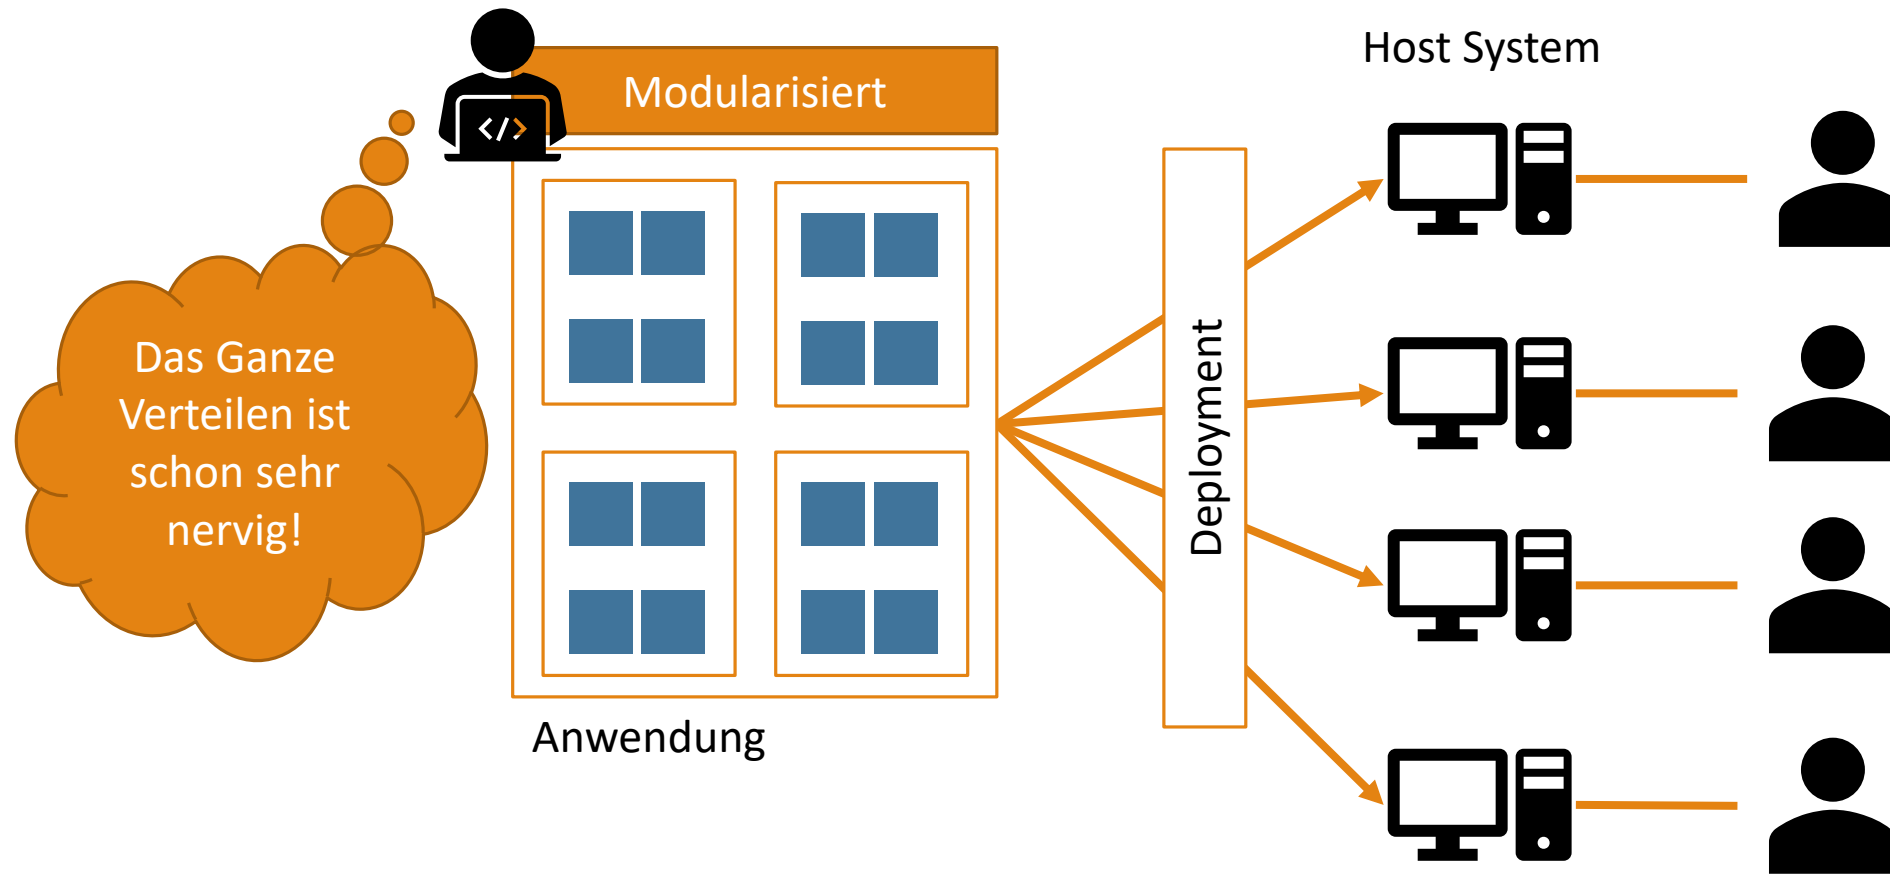 Host System
Modularisiert
</>
Das Ganze
Verteilen ist
schon sehr
nervig!
Deployment
Anwendung